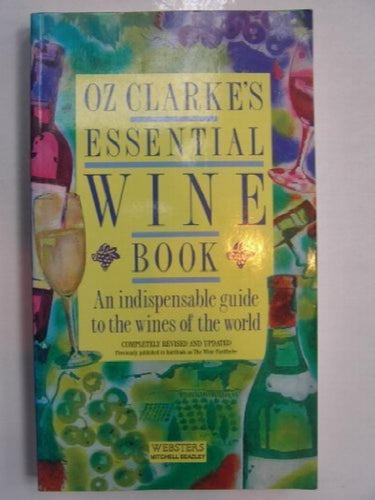 OZ CLARKE'S
ESSENTIAL
WINE
BOOK
An indispensable guide
to the wines of the world
COMPLETELY REVISED AND UPDATED
Previously published in hardback as The Wine Factfinder
WEBSTERS
MITCHELL BEAZLEY